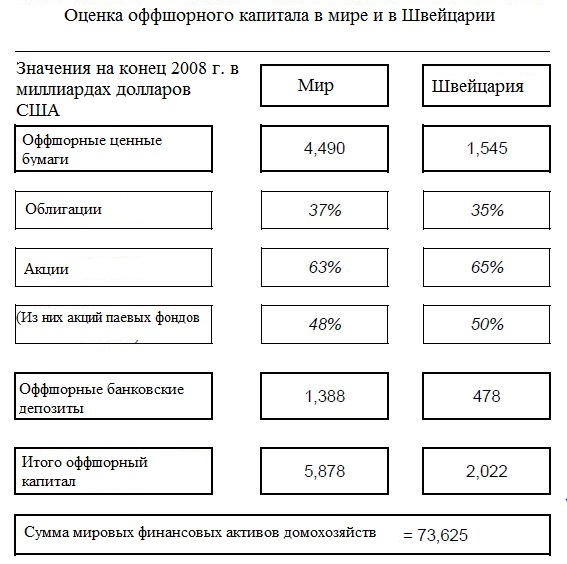 Оценка оффшорного капитала в мире и в Швейцарии
Значения на конец 2008 г. в
миллиардах долларов
США
Мир
Швейцария
Оффшорные ценные
бумаги
4,490
1,545
Облигации
37%
35%
Акции
63%
65%
(Из них акций паевых фондов
48%
50%
Оффшорные банковские
депозиты
1,388
478
Итого оффшорный
капитал
5,878
2,022
Сумма мировых финансовых активов домохозяйств = 73,625